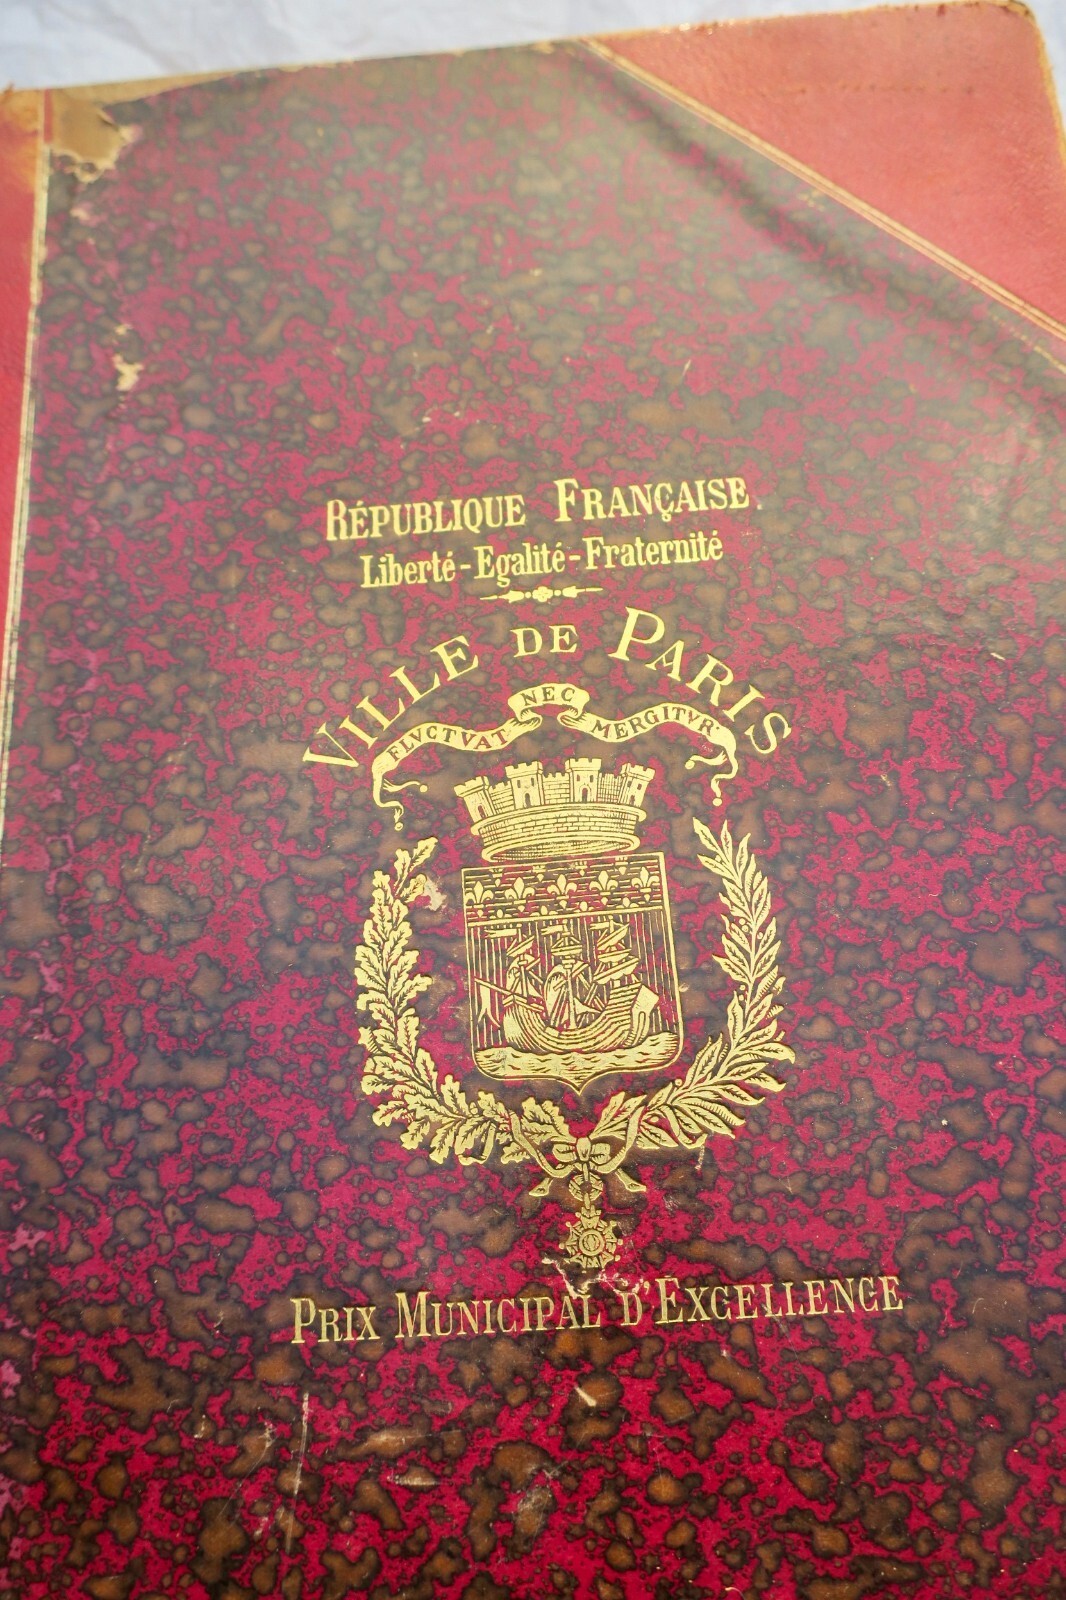 RÉPUBLIQUE FRANÇAISE
Liberté - Egalité - Fraternité
VILLE DE PARIS
FLVCTVAT NEC MERGITVR
PRIX MUNICIPAL D'EXCELLENCE